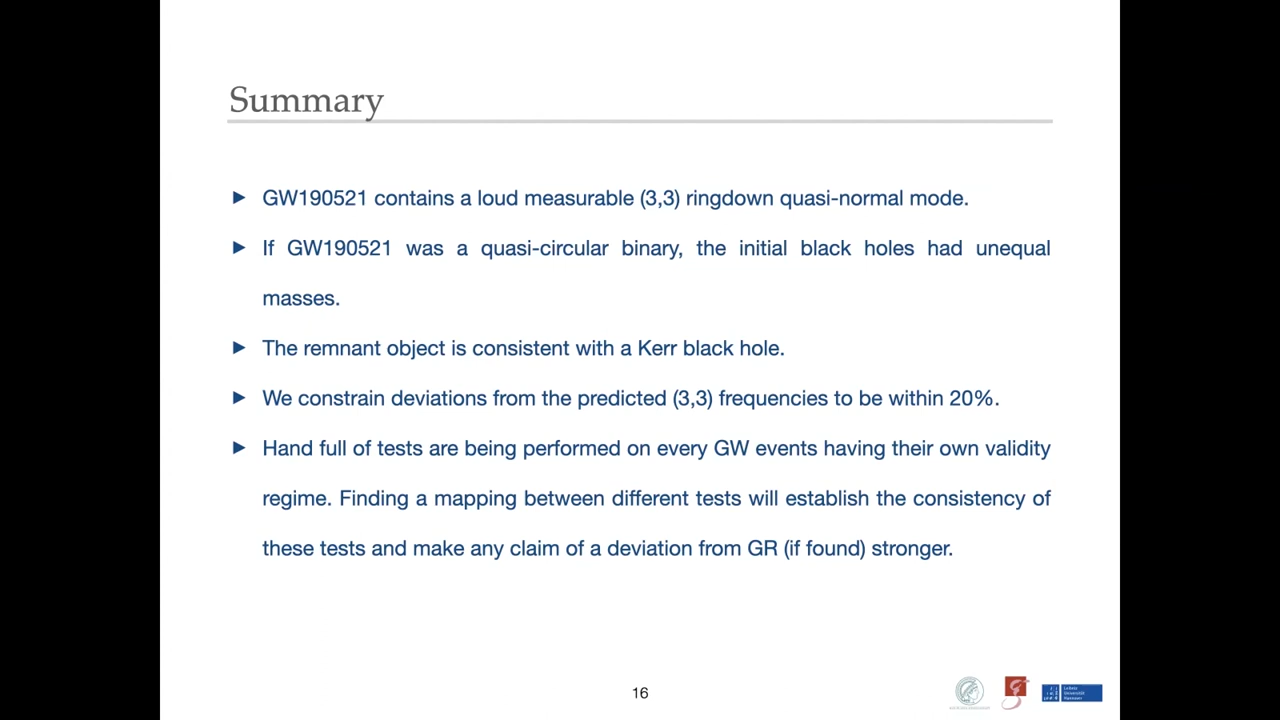 Summary
► GW190521 contains a loud measurable (3,3) ringdown quasi-normal mode.
► If GW190521 was a quasi-circular binary, the initial black holes had unequal
masses.
► The remnant object is consistent with a Kerr black hole.
► We constrain deviations from the predicted (3,3) frequencies to be within 20%.
► Hand full of tests are being performed on every GW events having their own validity
regime. Finding a mapping between different tests will establish the consistency of
these tests and make any claim of a deviation from GR (if found) stronger.
16
Leibniz
Universität
Hannover